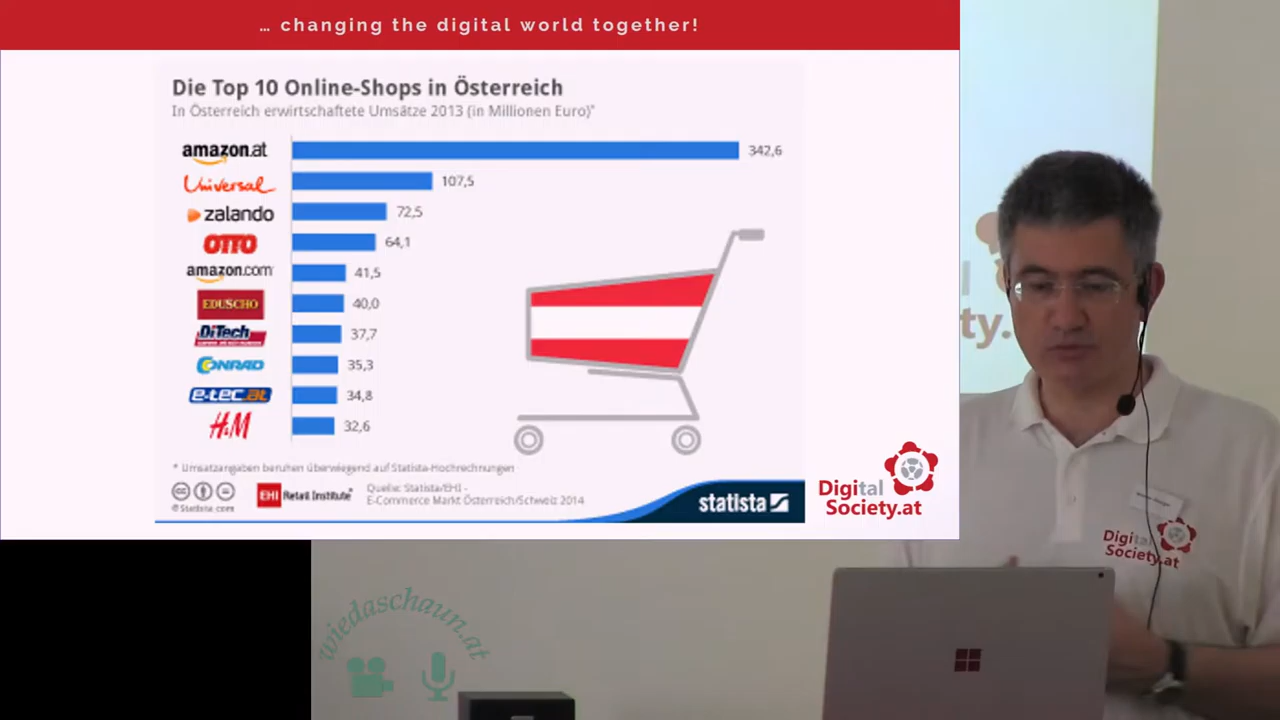 … changing the digital world together!
Die Top 10 Online-Shops in Österreich
In Österreich erwirtschaftete Umsätze 2013 (in Millionen Euro)*
amazon.at 342,6
Universal 107,5
zalando 72,5
OTTO 64,1
amazon.com 41,5
EDUSCHO 40,0
DiTech 37,7
CONRAD 35,3
e-tec.at 34,8
H&M 32,6
* Umsatzangaben beruhen überwiegend auf Statista-Hochrechnungen
@Statista_com
EHI Retail Institute®
Quelle: Statista/EHI -
E-Commerce Markt Österreich/Schweiz 2014
statista
Digital
Society.at
ty.
Digital
Society.at
wiedaschaun.at